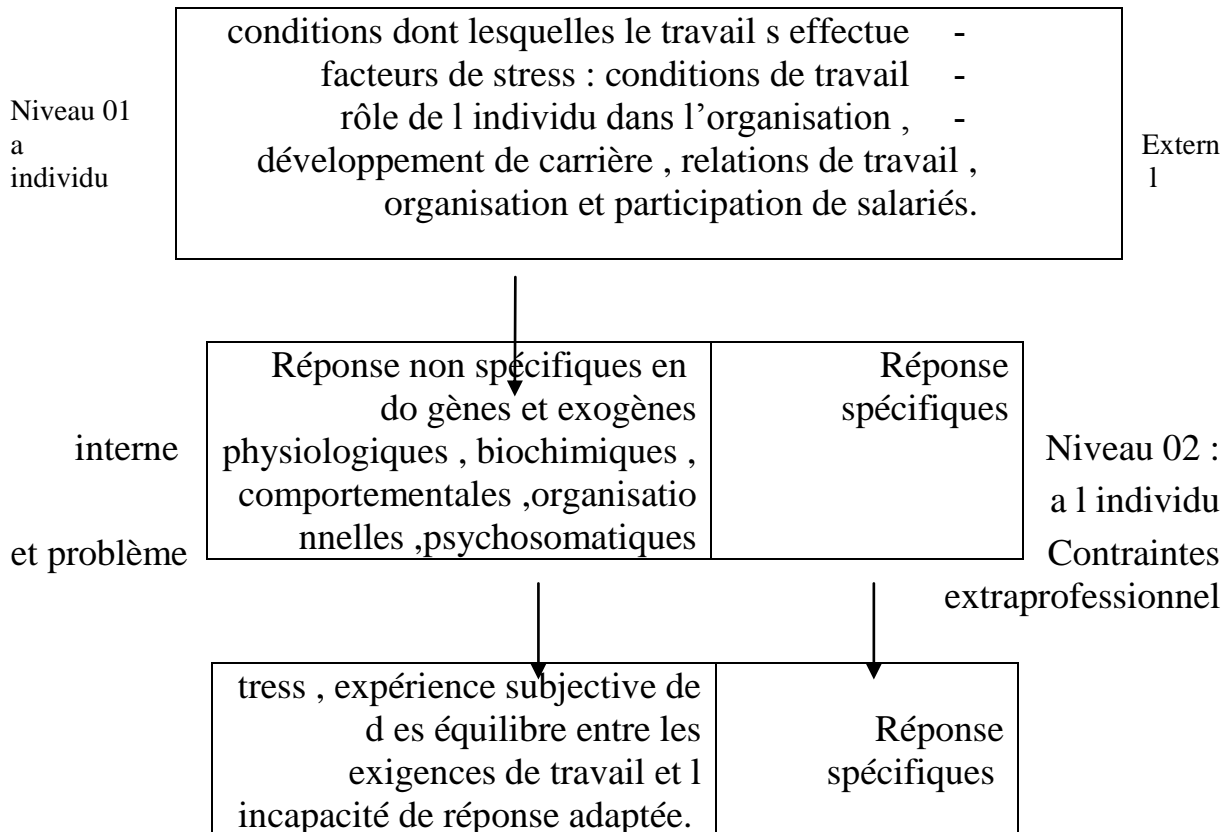 conditions dont lesquelles le travail s effectue -
facteurs de stress : conditions de travail -
rôle de l individu dans l’organisation , -
développement de carrière , relations de travail ,
organisation et participation de salariés.
Niveau 01
a
individu
Extern
l
Réponse non spécifiques en
do gènes et exogènes
physiologiques , biochimiques ,
comportementales ,organisatio
nnelles ,psychosomatiques
Réponse
spécifiques
interne
et problème
Niveau 02 :
a l individu
Contraintes
extraprofessionnel
tress , expérience subjective de
d es équilibre entre les
exigences de travail et l
incapacité de réponse adaptée.
Réponse
spécifiques